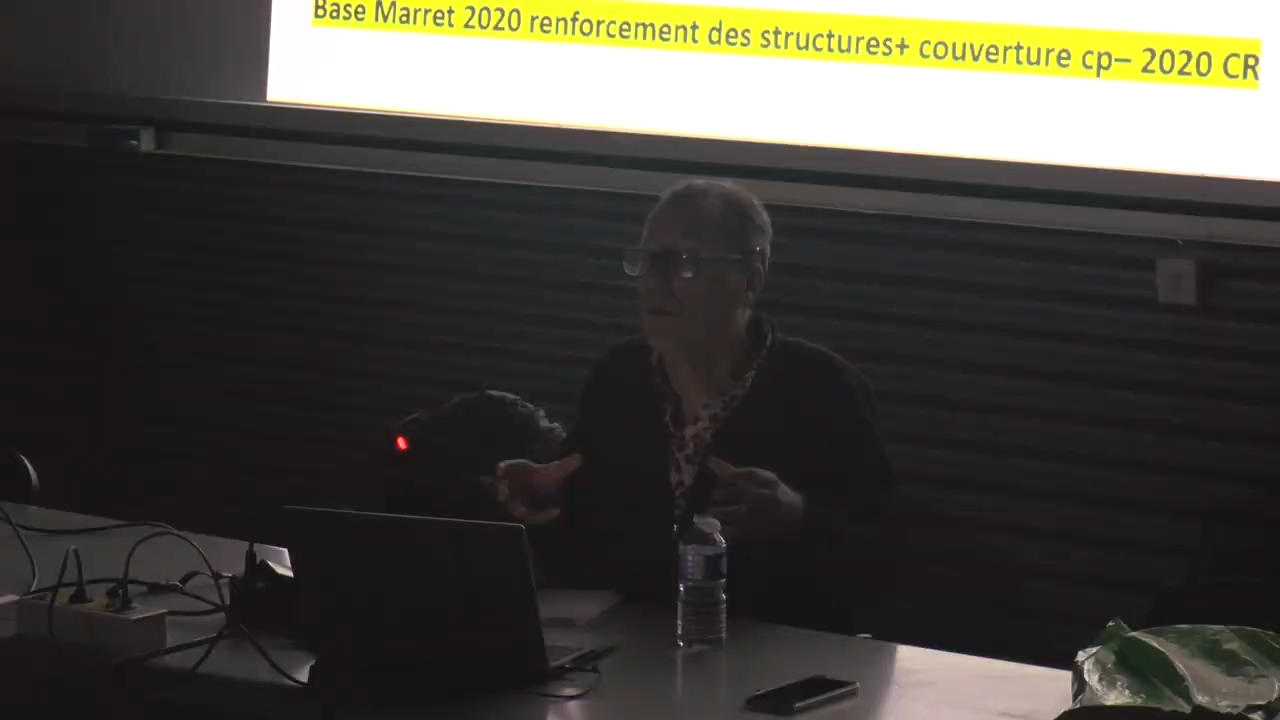 Base Marret 2020 renforcement des structures+ couverture cp– 2020 CR